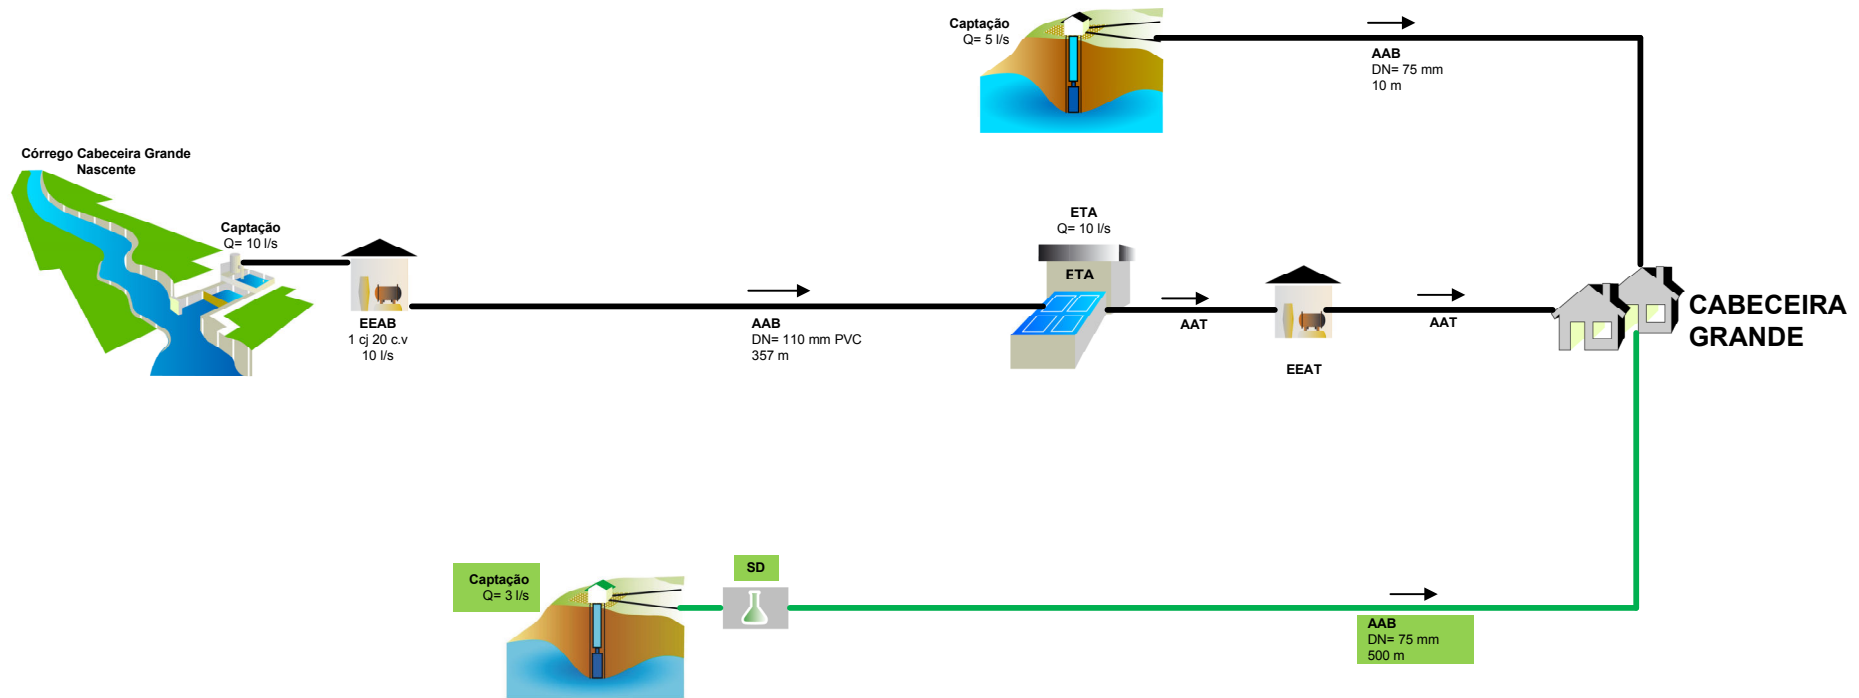 Captação
Q= 5 l/s
AAB
DN= 75 mm
10 m
Córrego Cabeceira Grande
Nascente
Captação
Q= 10 l/s
EEAB
1 cj 20 c.v
10 l/s
AAB
DN= 110 mm PVC
357 m
ETA
Q= 10 l/s
ETA
AAT
EEAT
AAT
CABECEIRA
GRANDE
Captação
Q= 3 l/s
SD
AAB
DN= 75 mm
500 m